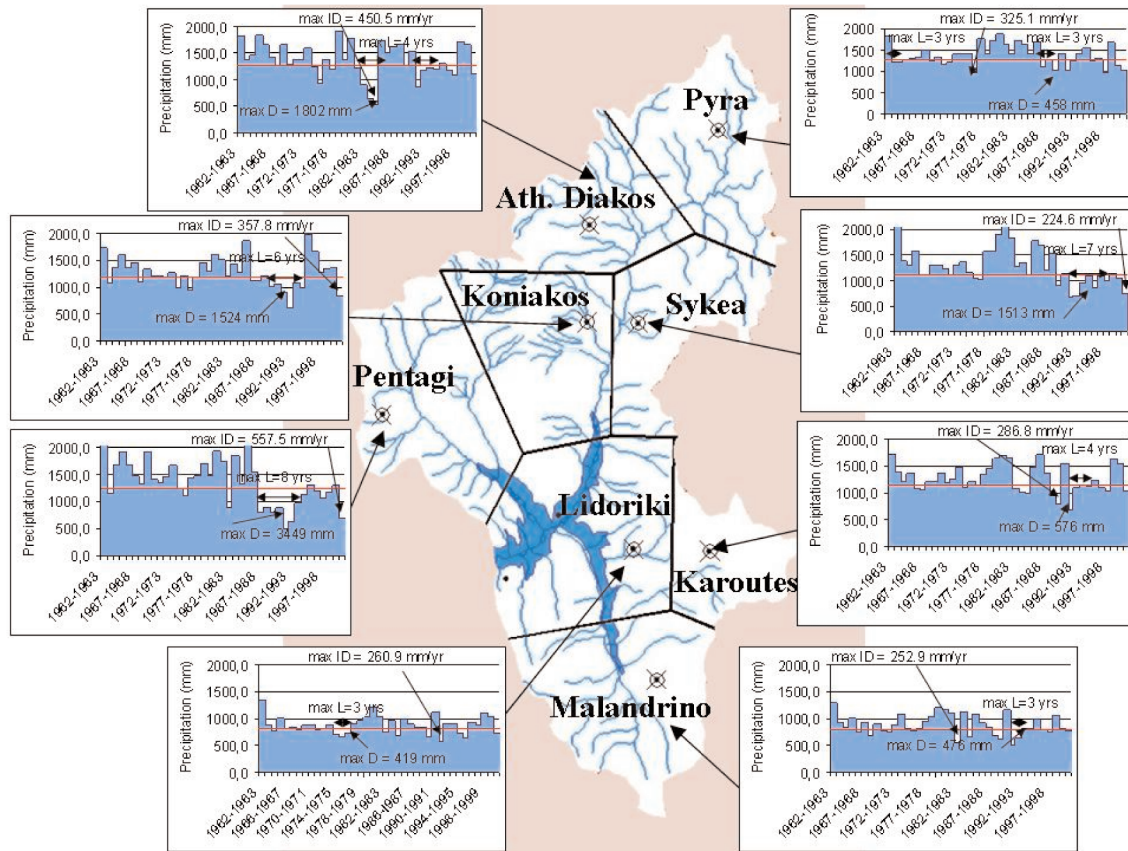 max ID = 450.5 mm/yr
Precipitation (mm)
2000,0
1500,0
1000,0
500,0
0,0
max L=4 yrs
max D = 1802 mm
1962-1963
1967-1968
1972-1973
1977-1978
1982-1983
1987-1988
1992-1993
1997-1998
max ID = 325.1 mm/yr
Precipitation (mm)
2000,0
1500,0
1000,0
500,0
0,0
max L=3 yrs
max L=3 yrs
max D = 458 mm
1962-1963
1967-1968
1972-1973
1977-1978
1982-1983
1987-1988
1992-1993
1997-1998
Pyra
Ath. Diakos
max ID = 357.8 mm/yr
Precipitation (mm)
2000,0
1500,0
1000,0
500,0
0,0
max L=6 yrs
max D = 1524 mm
1962-1963
1967-1968
1972-1973
1977-1978
1982-1983
1987-1988
1992-1993
1997-1998
max ID = 224.6 mm/yr
Precipitation (mm)
2000,0
1500,0
1000,0
500,0
0,0
max L=7 yrs
max D = 1513 mm
1962-1963
1967-1968
1972-1973
1977-1978
1982-1983
1987-1988
1992-1993
1997-1998
Koniakos
Sykea
Pentagi
max ID = 557.5 mm/yr
Precipitation (mm)
2000,0
1500,0
1000,0
500,0
0,0
max L=8 yrs
max D = 3449 mm
1962-1963
1967-1968
1972-1973
1977-1978
1982-1983
1987-1988
1992-1993
1997-1998
max ID = 286.8 mm/yr
Precipitation (mm)
2000,0
1500,0
1000,0
500,0
0,0
max L=4 yrs
max D = 576 mm
1962-1963
1967-1968
1972-1973
1977-1978
1982-1983
1987-1988
1992-1993
1997-1998
Lidoriki
Karoutes
Malandrino
max ID = 260.9 mm/yr
Precipitation (mm)
2000,0
1500,0
1000,0
500,0
0,0
max L=3 yrs
max D = 419 mm
1962-1963
1966-1967
1970-1971
1974-1975
1978-1979
1982-1983
1986-1987
1990-1991
1994-1995
1998-1999
max ID = 252.9 mm/yr
Precipitation (mm)
2000,0
1500,0
1000,0
500,0
0,0
max L=3 yrs
max D = 476 mm
1962-1963
1967-1968
1972-1973
1977-1978
1982-1983
1987-1988
1992-1993
1997-1998